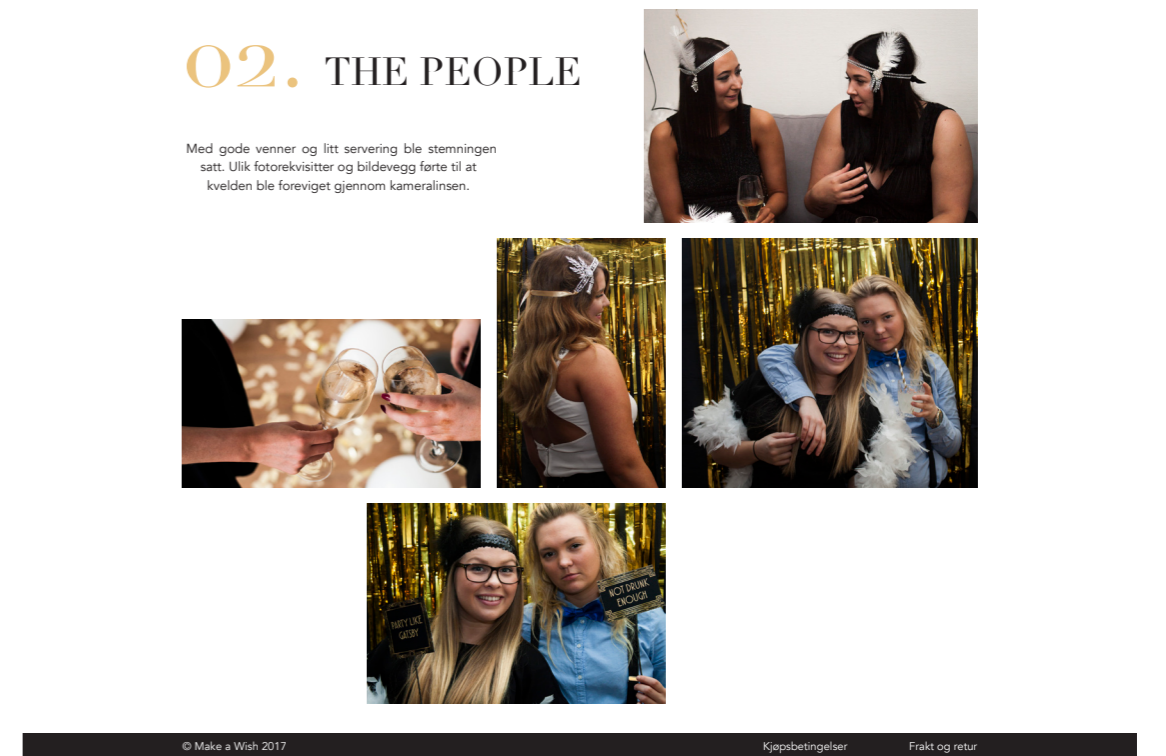 02. THE PEOPLE
Med gode venner og litt servering ble stemningen
satt. Ulik fotorekvisitter og bildevegg førte til at
kvelden ble foreviget gjennom kameralinsen.
PARTY LIKE
GATSBY
NOT DRUNK
ENOUGH
© Make a Wish 2017
Kjøpsbetingelser
Frakt og retur